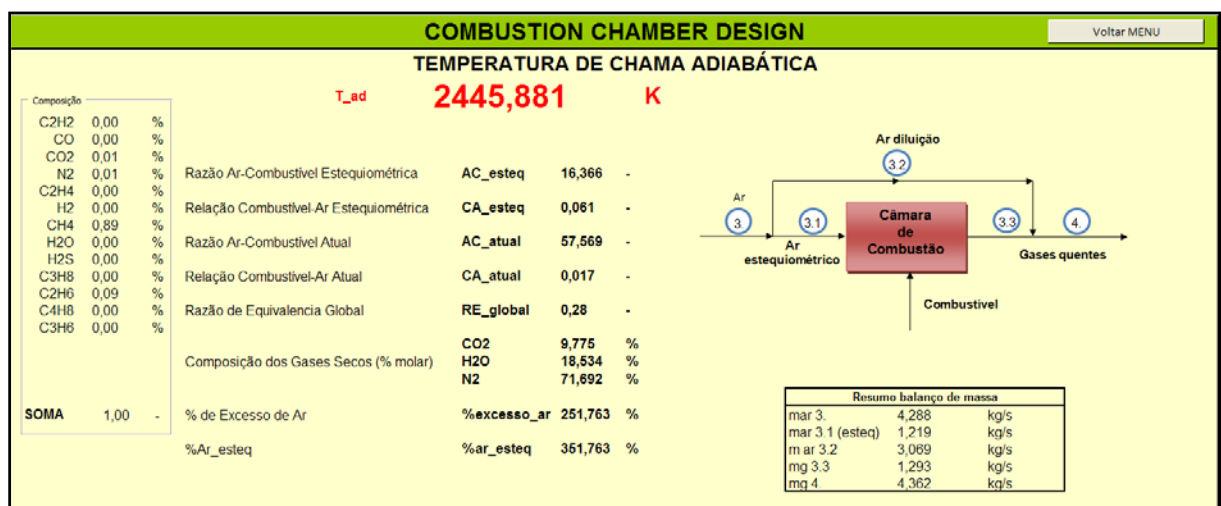 COMBUSTION CHAMBER DESIGN
Voltar MENU
TEMPERATURA DE CHAMA ADIABÁTICA
T_ad 2445,881 K
Composição
C2H2 0,00 %
CO 0,00 %
CO2 0,01 %
N2 0,01 %
C2H4 0,00 %
H2 0,00 %
CH4 0,89 %
H2O 0,00 %
H2S 0,00 %
C3H8 0,00 %
C2H6 0,09 %
C4H8 0,00 %
C3H6 0,00 %
SOMA 1,00 -
Razão Ar-Combustível Estequiométrica AC_esteq 16,366 -
Relação Combustível-Ar Estequiométrica CA_esteq 0,061 -
Razão Ar-Combustível Atual AC_atual 57,569 -
Relação Combustível-Ar Atual CA_atual 0,017 -
Razão de Equivalencia Global RE_global 0,28 -
CO2 9,775 %
Composição dos Gases Secos (% molar) H2O 18,534 %
N2 71,692 %
% de Excesso de Ar %excesso_ar 251,763 %
%Ar_esteq %ar_esteq 351,763 %
Ar diluição
3.2
Ar
3.
3.1
Ar
estequiométrico
Câmara
de
Combustão
3.3
4.
Gases quentes
Combustivel
Resumo balanço de massa
mar 3. 4,288 kg/s
mar 3.1 (esteq) 1,219 kg/s
m ar 3.2 3,069 kg/s
mg 3.3 1,293 kg/s
mg 4. 4,362 kg/s